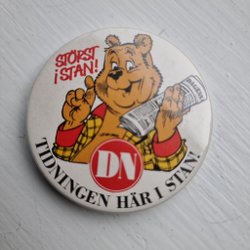 STÖRST
i STAN!
DN
TIDNINGEN HÄR I STAN!